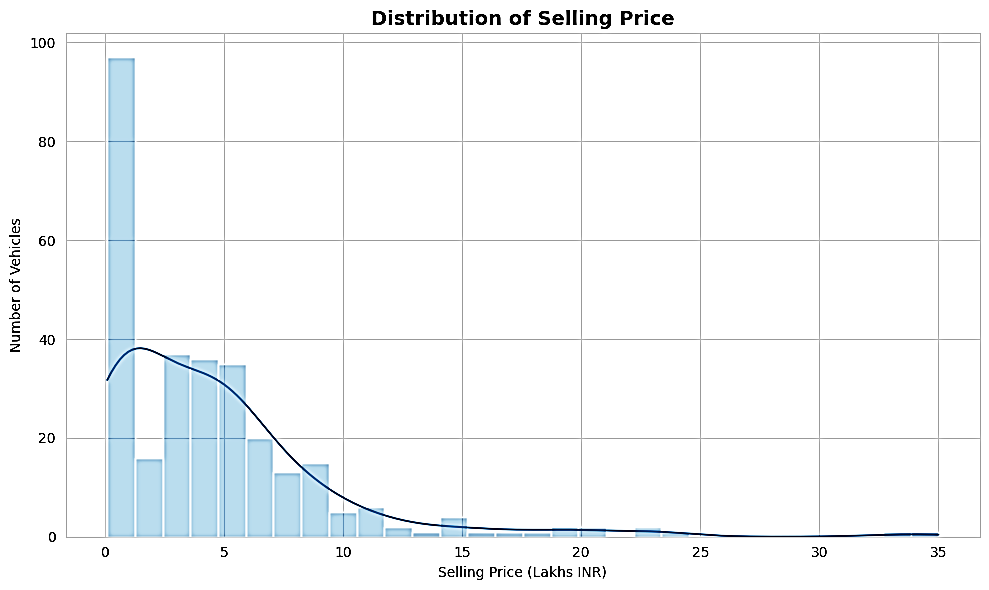 Distribution of Selling Price
100
80
60
40
20
0
Number of Vehicles
0 5 10 15 20 25 30 35
Selling Price (Lakhs INR)